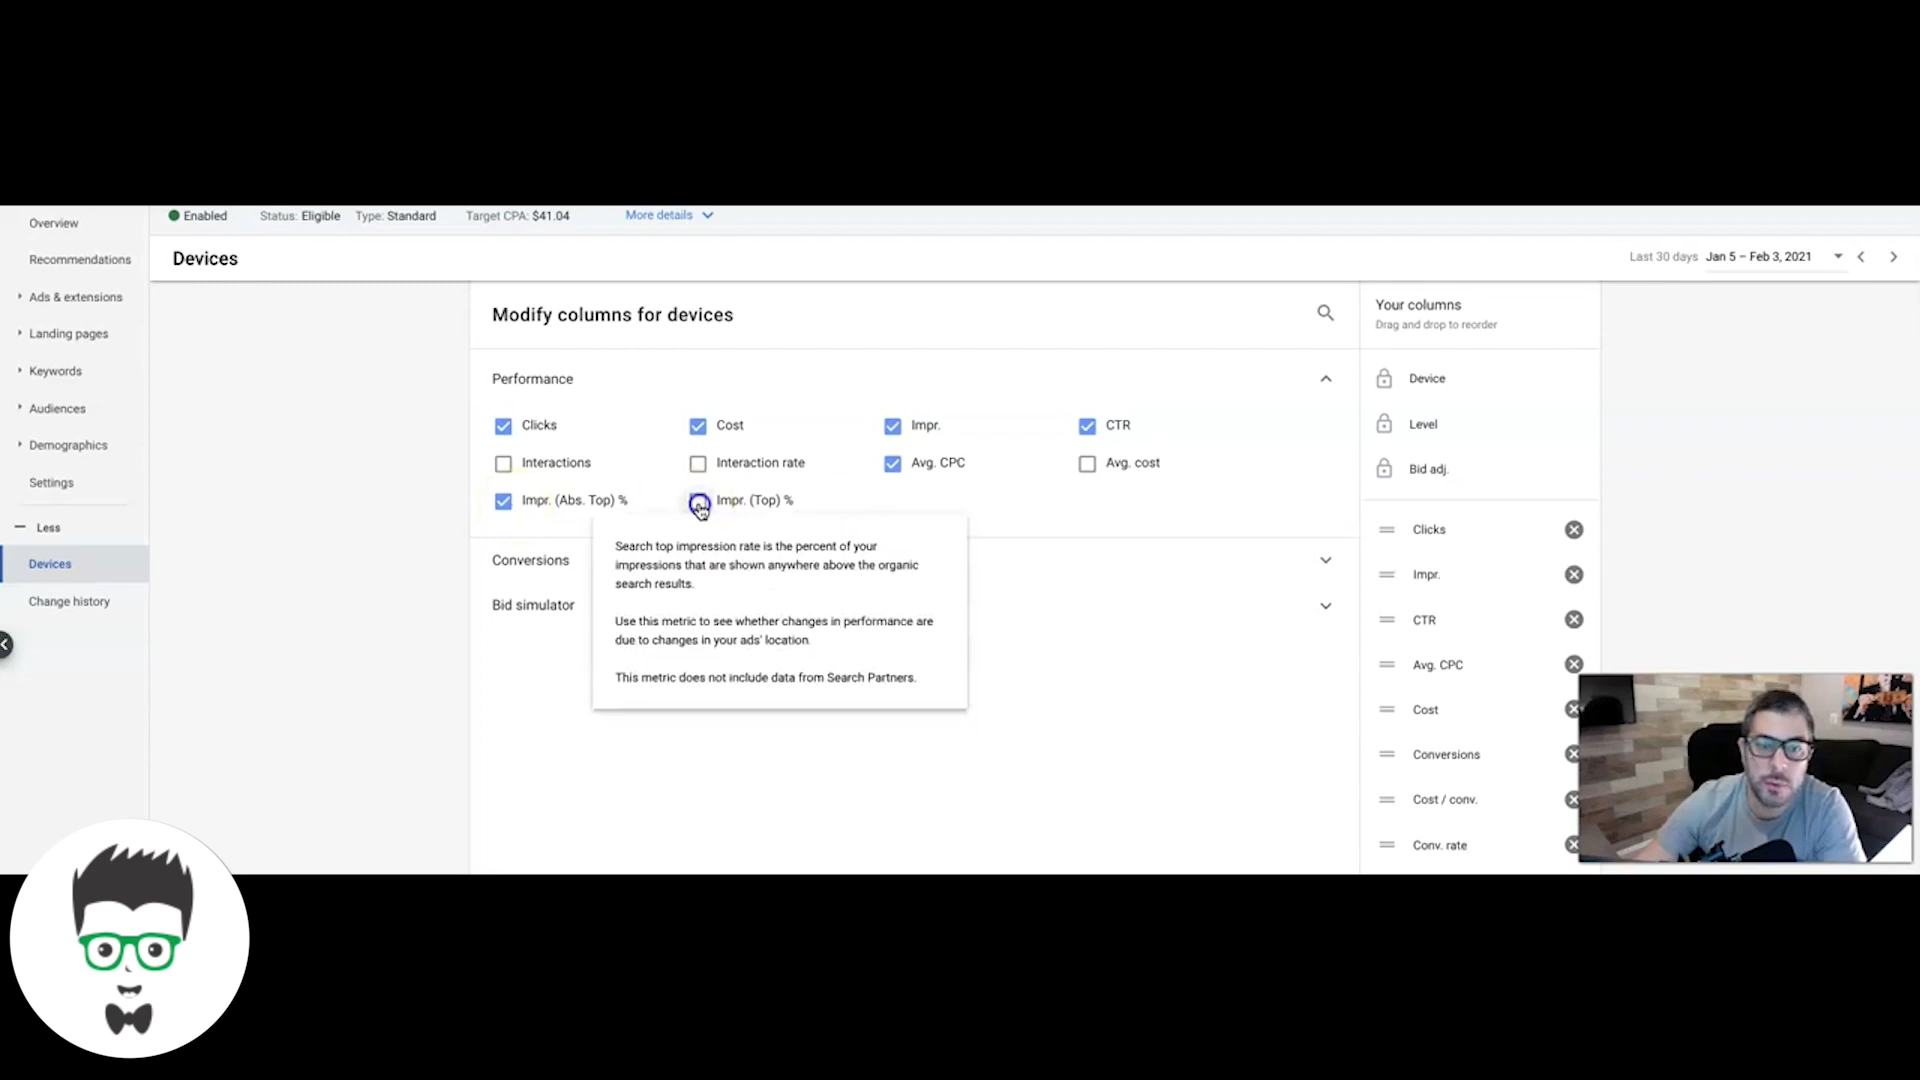 Overview
Recommendations
Ads & extensions
Landing pages
Keywords
Audiences
Demographics
Settings
Less
Devices
Change history
Enabled Status: Eligible Type: Standard Target CPA: $41.04 More details
Devices
Last 30 days Jan 5 – Feb 3, 2021
Modify columns for devices
Performance
Clicks Cost Impr. CTR
Interactions Interaction rate Avg. CPC Avg. cost
Impr. (Abs. Top) % Impr. (Top) %
Search top impression rate is the percent of your
impressions that are shown anywhere above the organic
search results.
Use this metric to see whether changes in performance are
due to changes in your ads' location
This metric does not include data from Search Partners.
Conversions
Bid simulator
Your columns
Drag and drop to reorder
Device
Level
Bid adj.
Clicks
Impr.
CTR
Avg. CPC
Cost
Conversions
Cost / conv.
Conv. rate